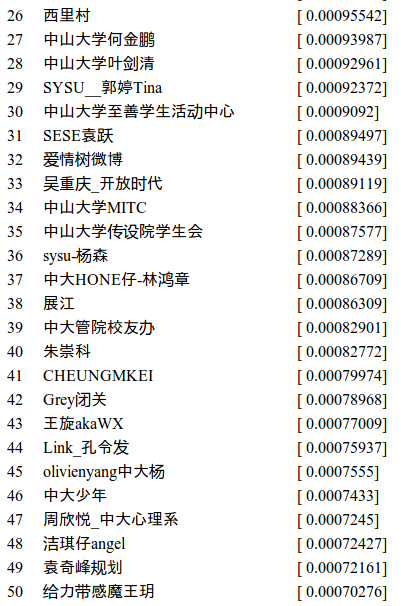 26 西里村 [ 0.00095542]
27 中山大学何金鹏 [ 0.00093987]
28 中山大学叶剑清 [ 0.00092961]
29 SYSU__郭婷Tina [ 0.00092372]
30 中山大学至善学生活动中心 [ 0.0009092]
31 SESE袁跃 [ 0.00089497]
32 爱情树微博 [ 0.00089439]
33 吴重庆_开放时代 [ 0.00089119]
34 中山大学MITC [ 0.00088366]
35 中山大学传设院学生会 [ 0.00087577]
36 sysu-杨森 [ 0.00087289]
37 中大HONE仔-林鸿章 [ 0.00086709]
38 展江 [ 0.00086309]
39 中大管院校友办 [ 0.00082901]
40 朱崇科 [ 0.00082772]
41 CHEUNGMKEI [ 0.00079974]
42 Grey闭关 [ 0.00078968]
43 王旋akaWX [ 0.00077009]
44 Link_孔令发 [ 0.00075937]
45 olivienyang中大杨 [ 0.0007555]
46 中大少年 [ 0.0007433]
47 周欣悦_中大心理系 [ 0.0007245]
48 洁琪仔angel [ 0.00072427]
49 袁奇峰规划 [ 0.00072161]
50 给力带感魔王玥 [ 0.00070276]